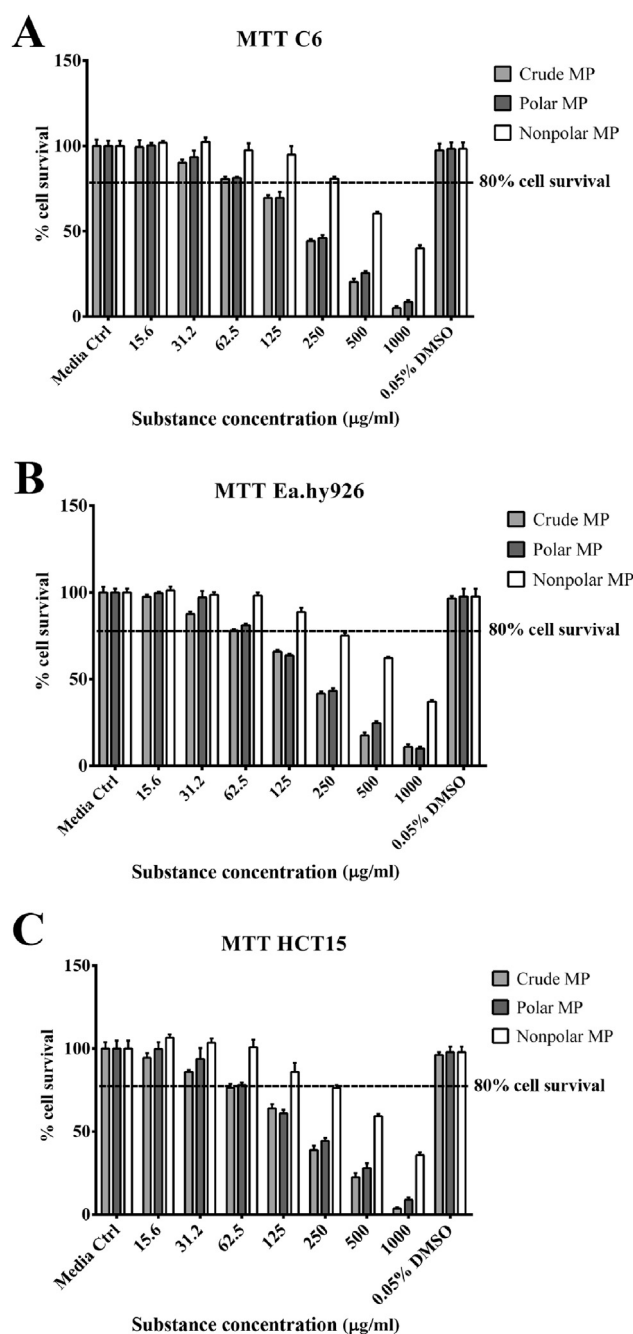 A
MTT C6
150
100
50
0
% cell survival
Crude MP
Polar MP
Nonpolar MP
80% cell survival
Media Ctrl
15.6
31.2
62.5
125
250
500
1000
0.05% DMSO
Substance concentration (µg/ml)
B
MTT Ea.hy926
150
100
50
0
% cell survival
Crude MP
Polar MP
Nonpolar MP
80% cell survival
Media Ctrl
15.6
31.2
62.5
125
250
500
1000
0.05% DMSO
Substance concentration (µg/ml)
C
MTT HCT15
150
100
50
0
% cell survival
Crude MP
Polar MP
Nonpolar MP
80% cell survival
Media Ctrl
15.6
31.2
62.5
125
250
500
1000
0.05% DMSO
Substance concentration (µg/ml)